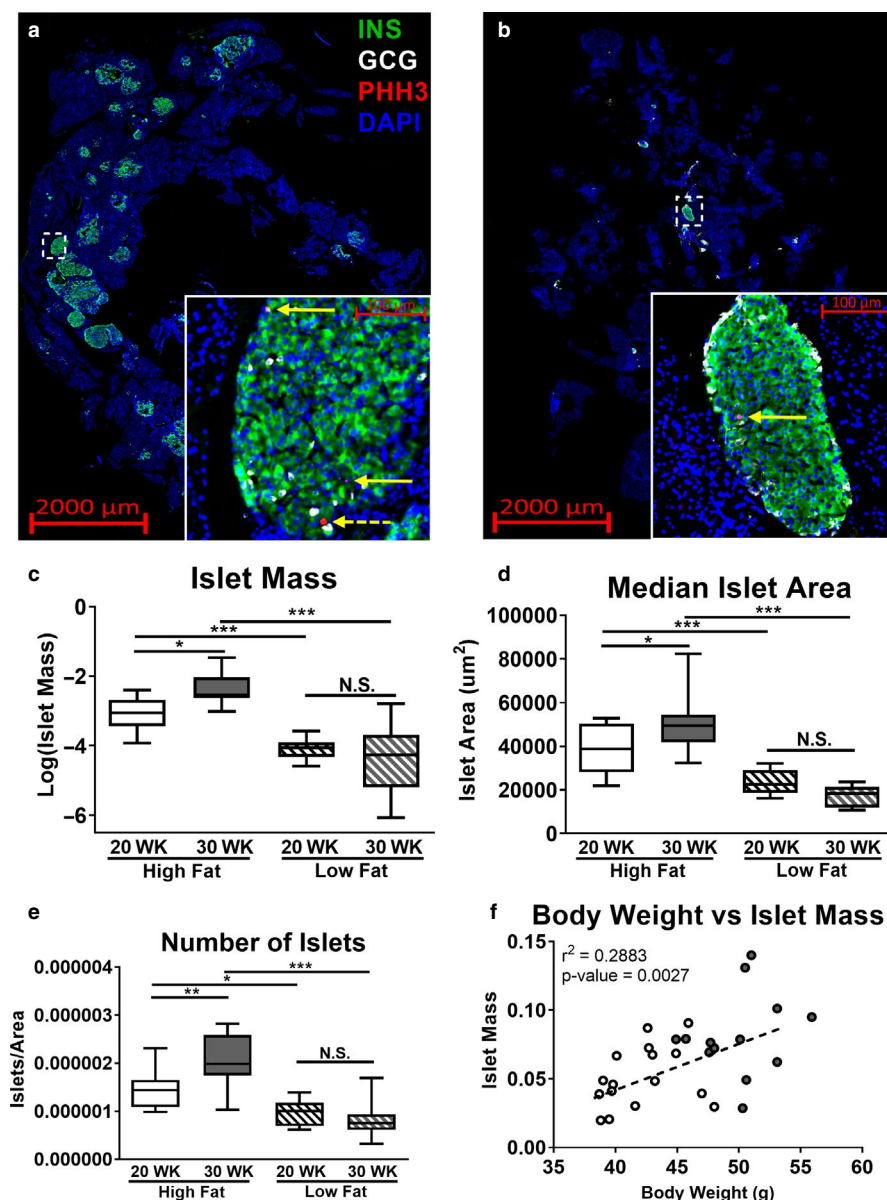 a
INS
GCG
PHH3
DAPI
2000 µm
100 µm
b
2000 µm
100 µm
c
Islet Mass
Log(Islet Mass)
0
−2
−4
−6
*
***
***
N.S.
20 WK 30 WK 20 WK 30 WK
High Fat Low Fat
d
Median Islet Area
Islet Area (um²)
100000
80000
60000
40000
20000
0
*
***
***
N.S.
20 WK 30 WK 20 WK 30 WK
High Fat Low Fat
e
Number of Islets
Islets/Area
0.000004
0.000003
0.000002
0.000001
0.000000
**
*
***
N.S.
20 WK 30 WK 20 WK 30 WK
High Fat Low Fat
f
Body Weight vs Islet Mass
r² = 0.2883
p-value = 0.0027
Islet Mass
0.15
0.10
0.05
0.00
35 40 45 50 55 60
Body Weight (g)